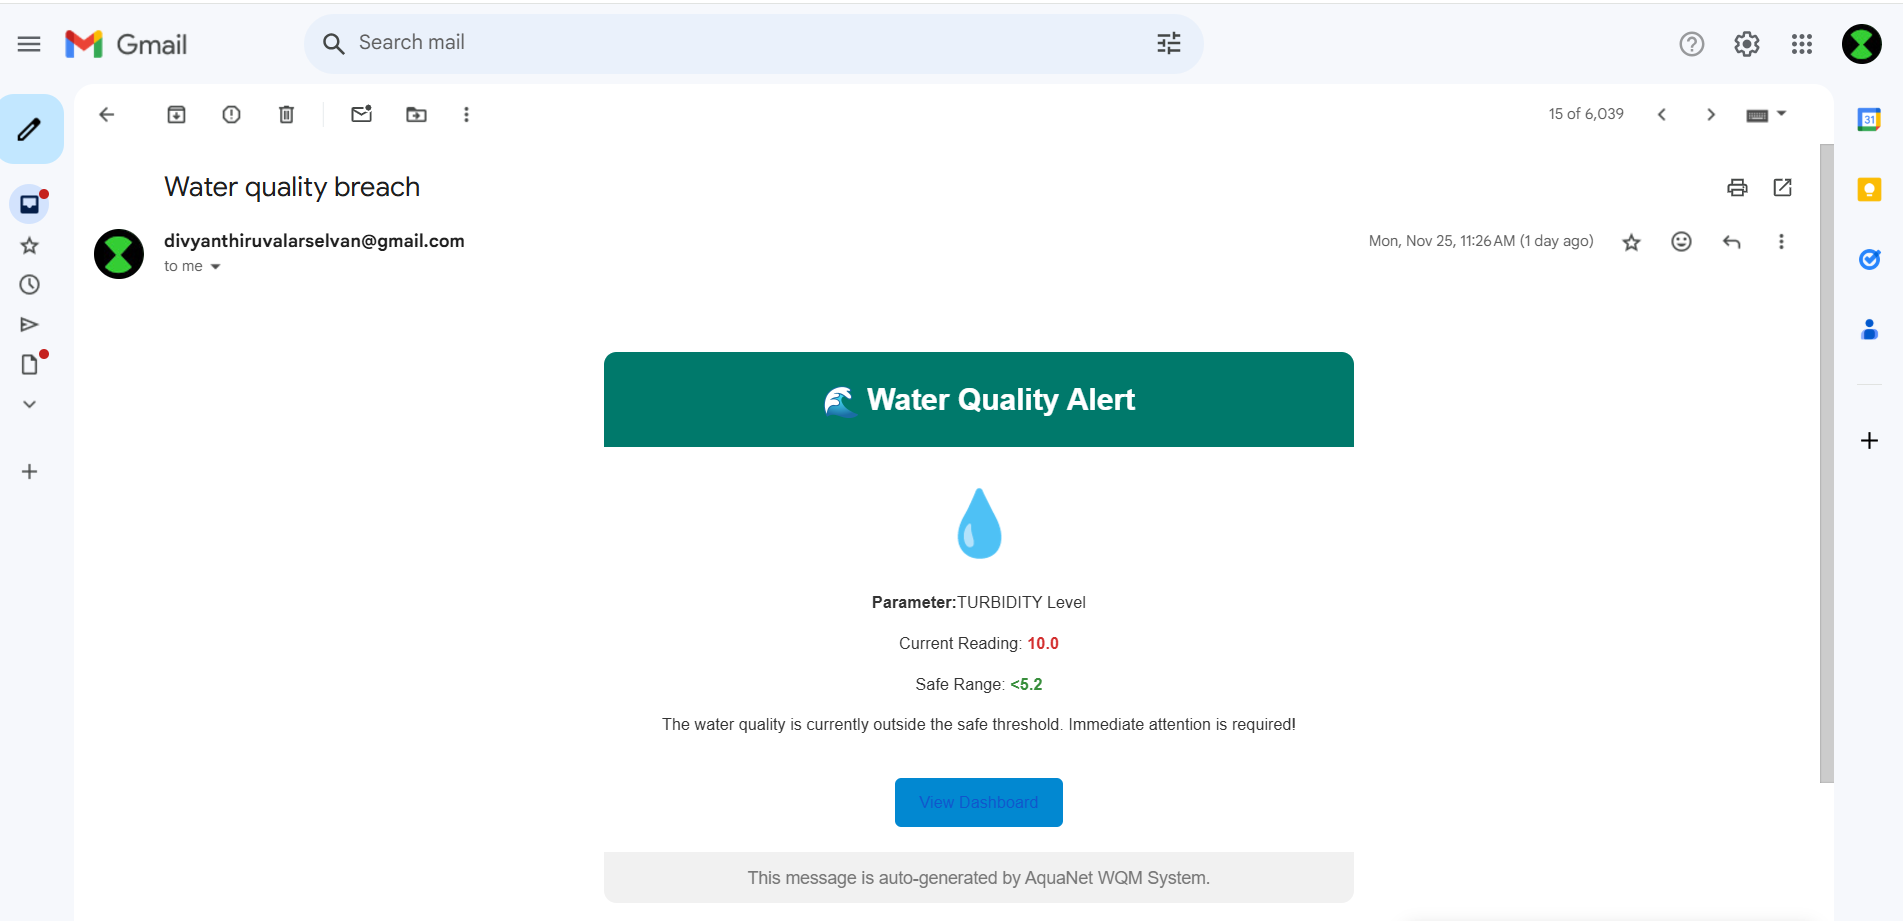 Gmail
Search mail
15 of 6,039
31
Water quality breach
divyanthiruvalarselvan@gmail.com
Mon, Nov 25, 11:26 AM (1 day ago)
to me
Water Quality Alert
Parameter:TURBIDITY Level
Current Reading: 10.0
Safe Range: <5.2
The water quality is currently outside the safe threshold. Immediate attention is required!
View Dashboard
This message is auto-generated by AquaNet WQM System.